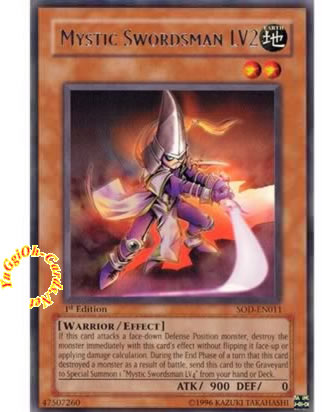 MYSTIC SWORDSMAN LV2
EARTH
地
YuGgiOh-Cards.Net
1st Edition
SOD-EN011
[WARRIOR/EFFECT]
If this card attacks a face-down Defense Position monster, destroy the
monster immediately with this card's effect without flipping it face-up or
applying damage calculation. During the End Phase of a turn that this card
destroyed a monster as a result of battle, send this card to the Graveyard
to Special Summon 1 "Mystic Swordsman LV4" from your hand or Deck.
ATK/ 900 DEF/ 0
47507260
©1996 KAZUKI TAKAHASHI